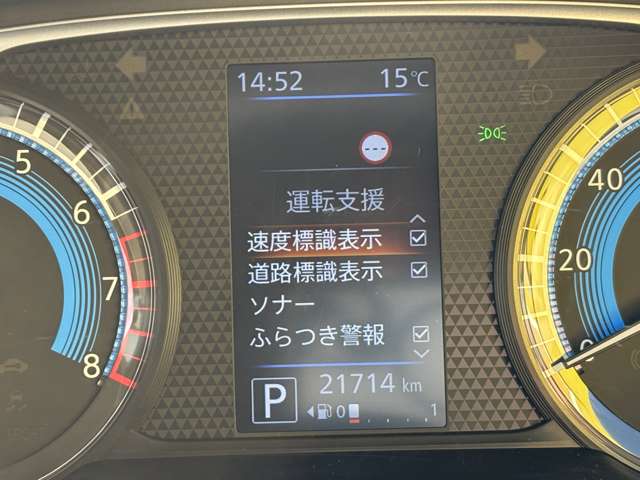 14:52 15℃
---
運転支援
速度標識表示
道路標識表示
ソナー
ふらつき警報
P 21714 km
0 1
5
6
7
8
40
20
0